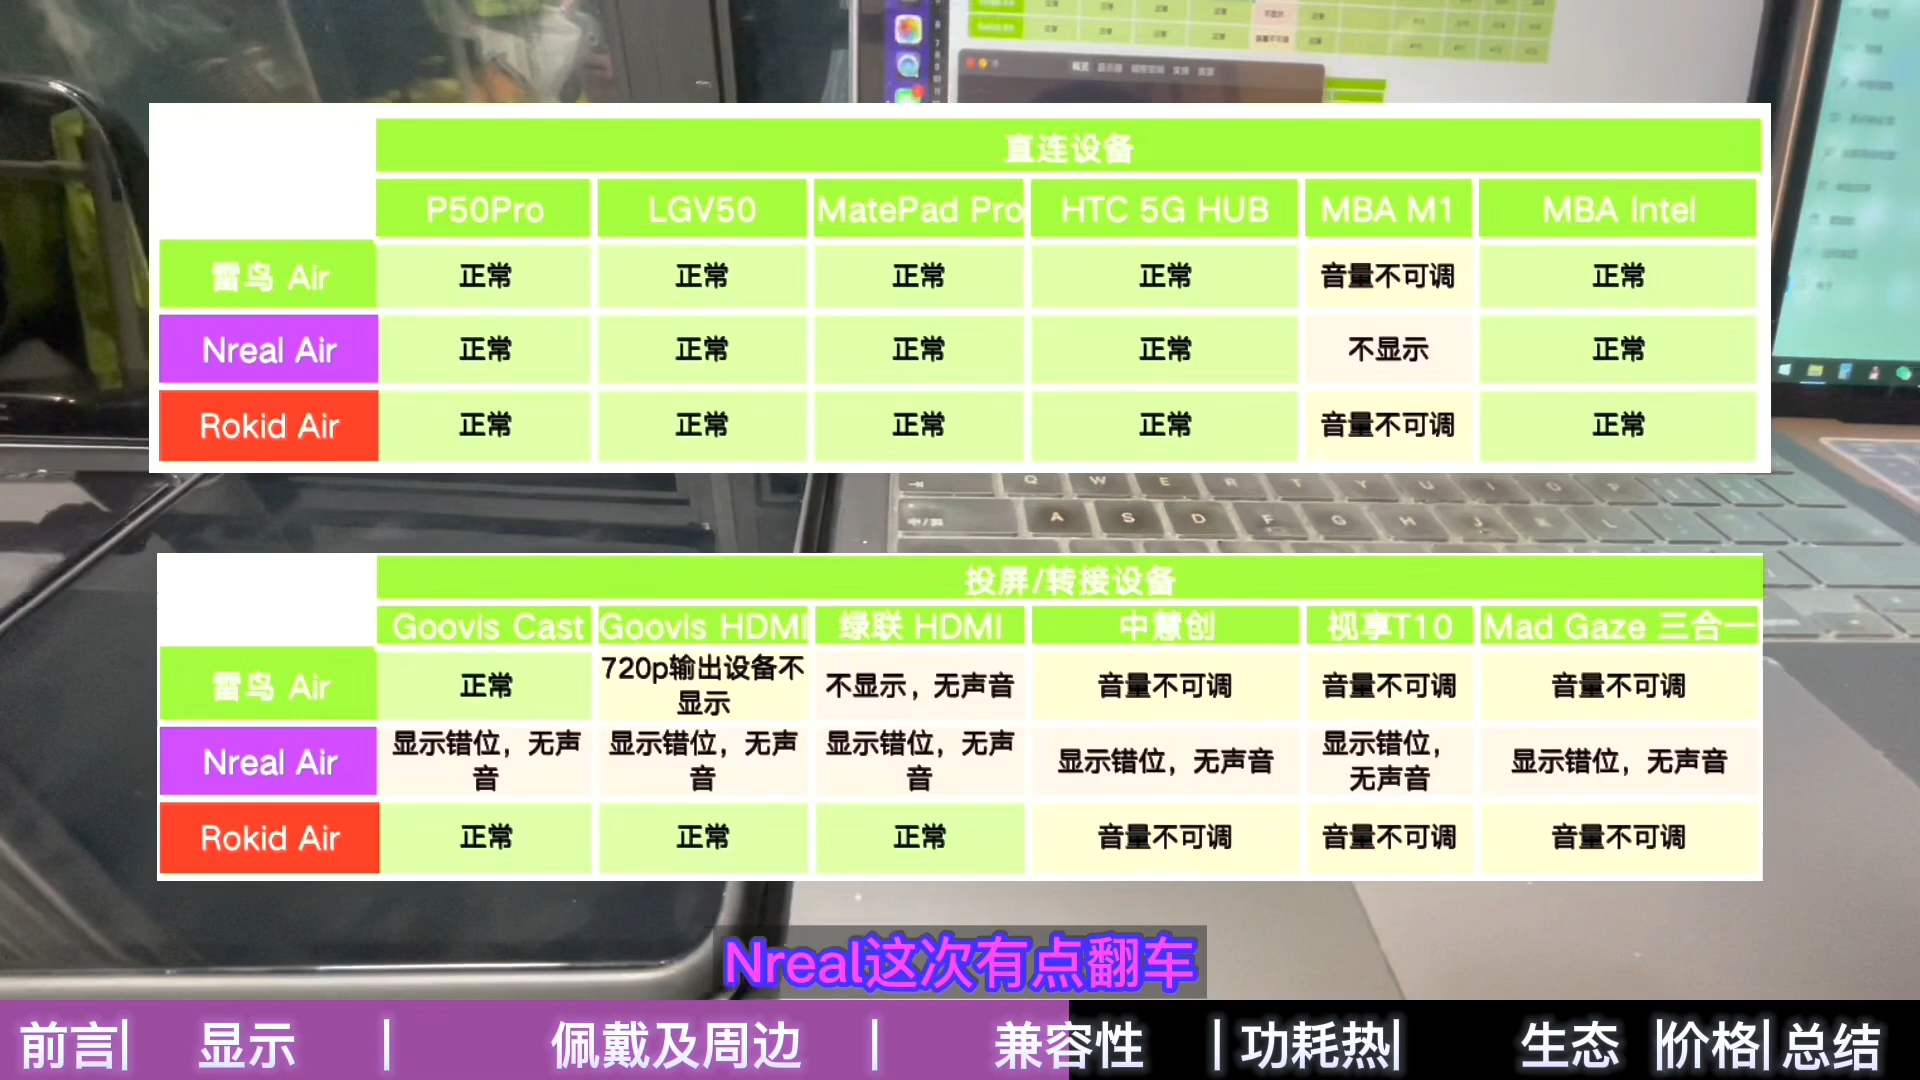 直连设备
P50Pro LGV50 MatePad Pro HTC 5G HUB MBA M1 MBA Intel
雷鸟 Air 正常 正常 正常 正常 音量不可调 正常
Nreal Air 正常 正常 正常 正常 不显示 正常
Rokid Air 正常 正常 正常 正常 音量不可调 正常
Q W E R T Y U I O P
A S D F G H J K L
投屏/转接设备
Goovis Cast Goovis HDMI 绿联 HDMI 中慧创 视享T10 Mad Gaze 三合一
雷鸟 Air 正常 720p输出设备不显示 不显示，无声音 音量不可调 音量不可调 音量不可调
Nreal Air 显示错位，无声音 显示错位，无声音 显示错位，无声音 显示错位，无声音 显示错位，无声音 显示错位，无声音
Rokid Air 正常 正常 正常 音量不可调 音量不可调 音量不可调
Nreal这次有点翻车
前言| 显示 | 佩戴及周边 | 兼容性 |功耗热| 生态 |价格|总结